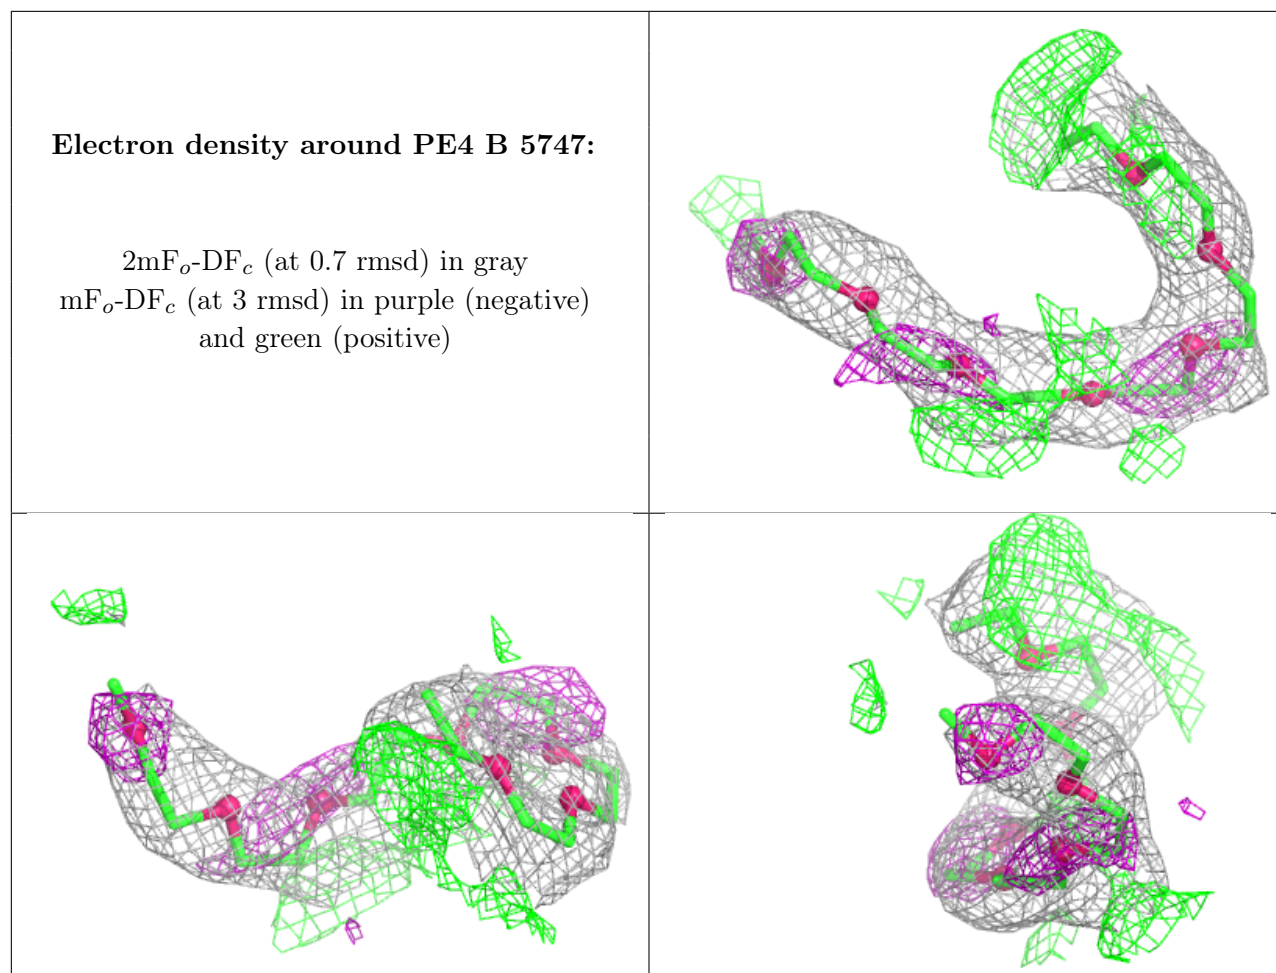 Electron density around PE4 B 5747:
2mFₒ-DF𝒸 (at 0.7 rmsd) in gray
mFₒ-DF𝒸 (at 3 rmsd) in purple (negative)
and green (positive)